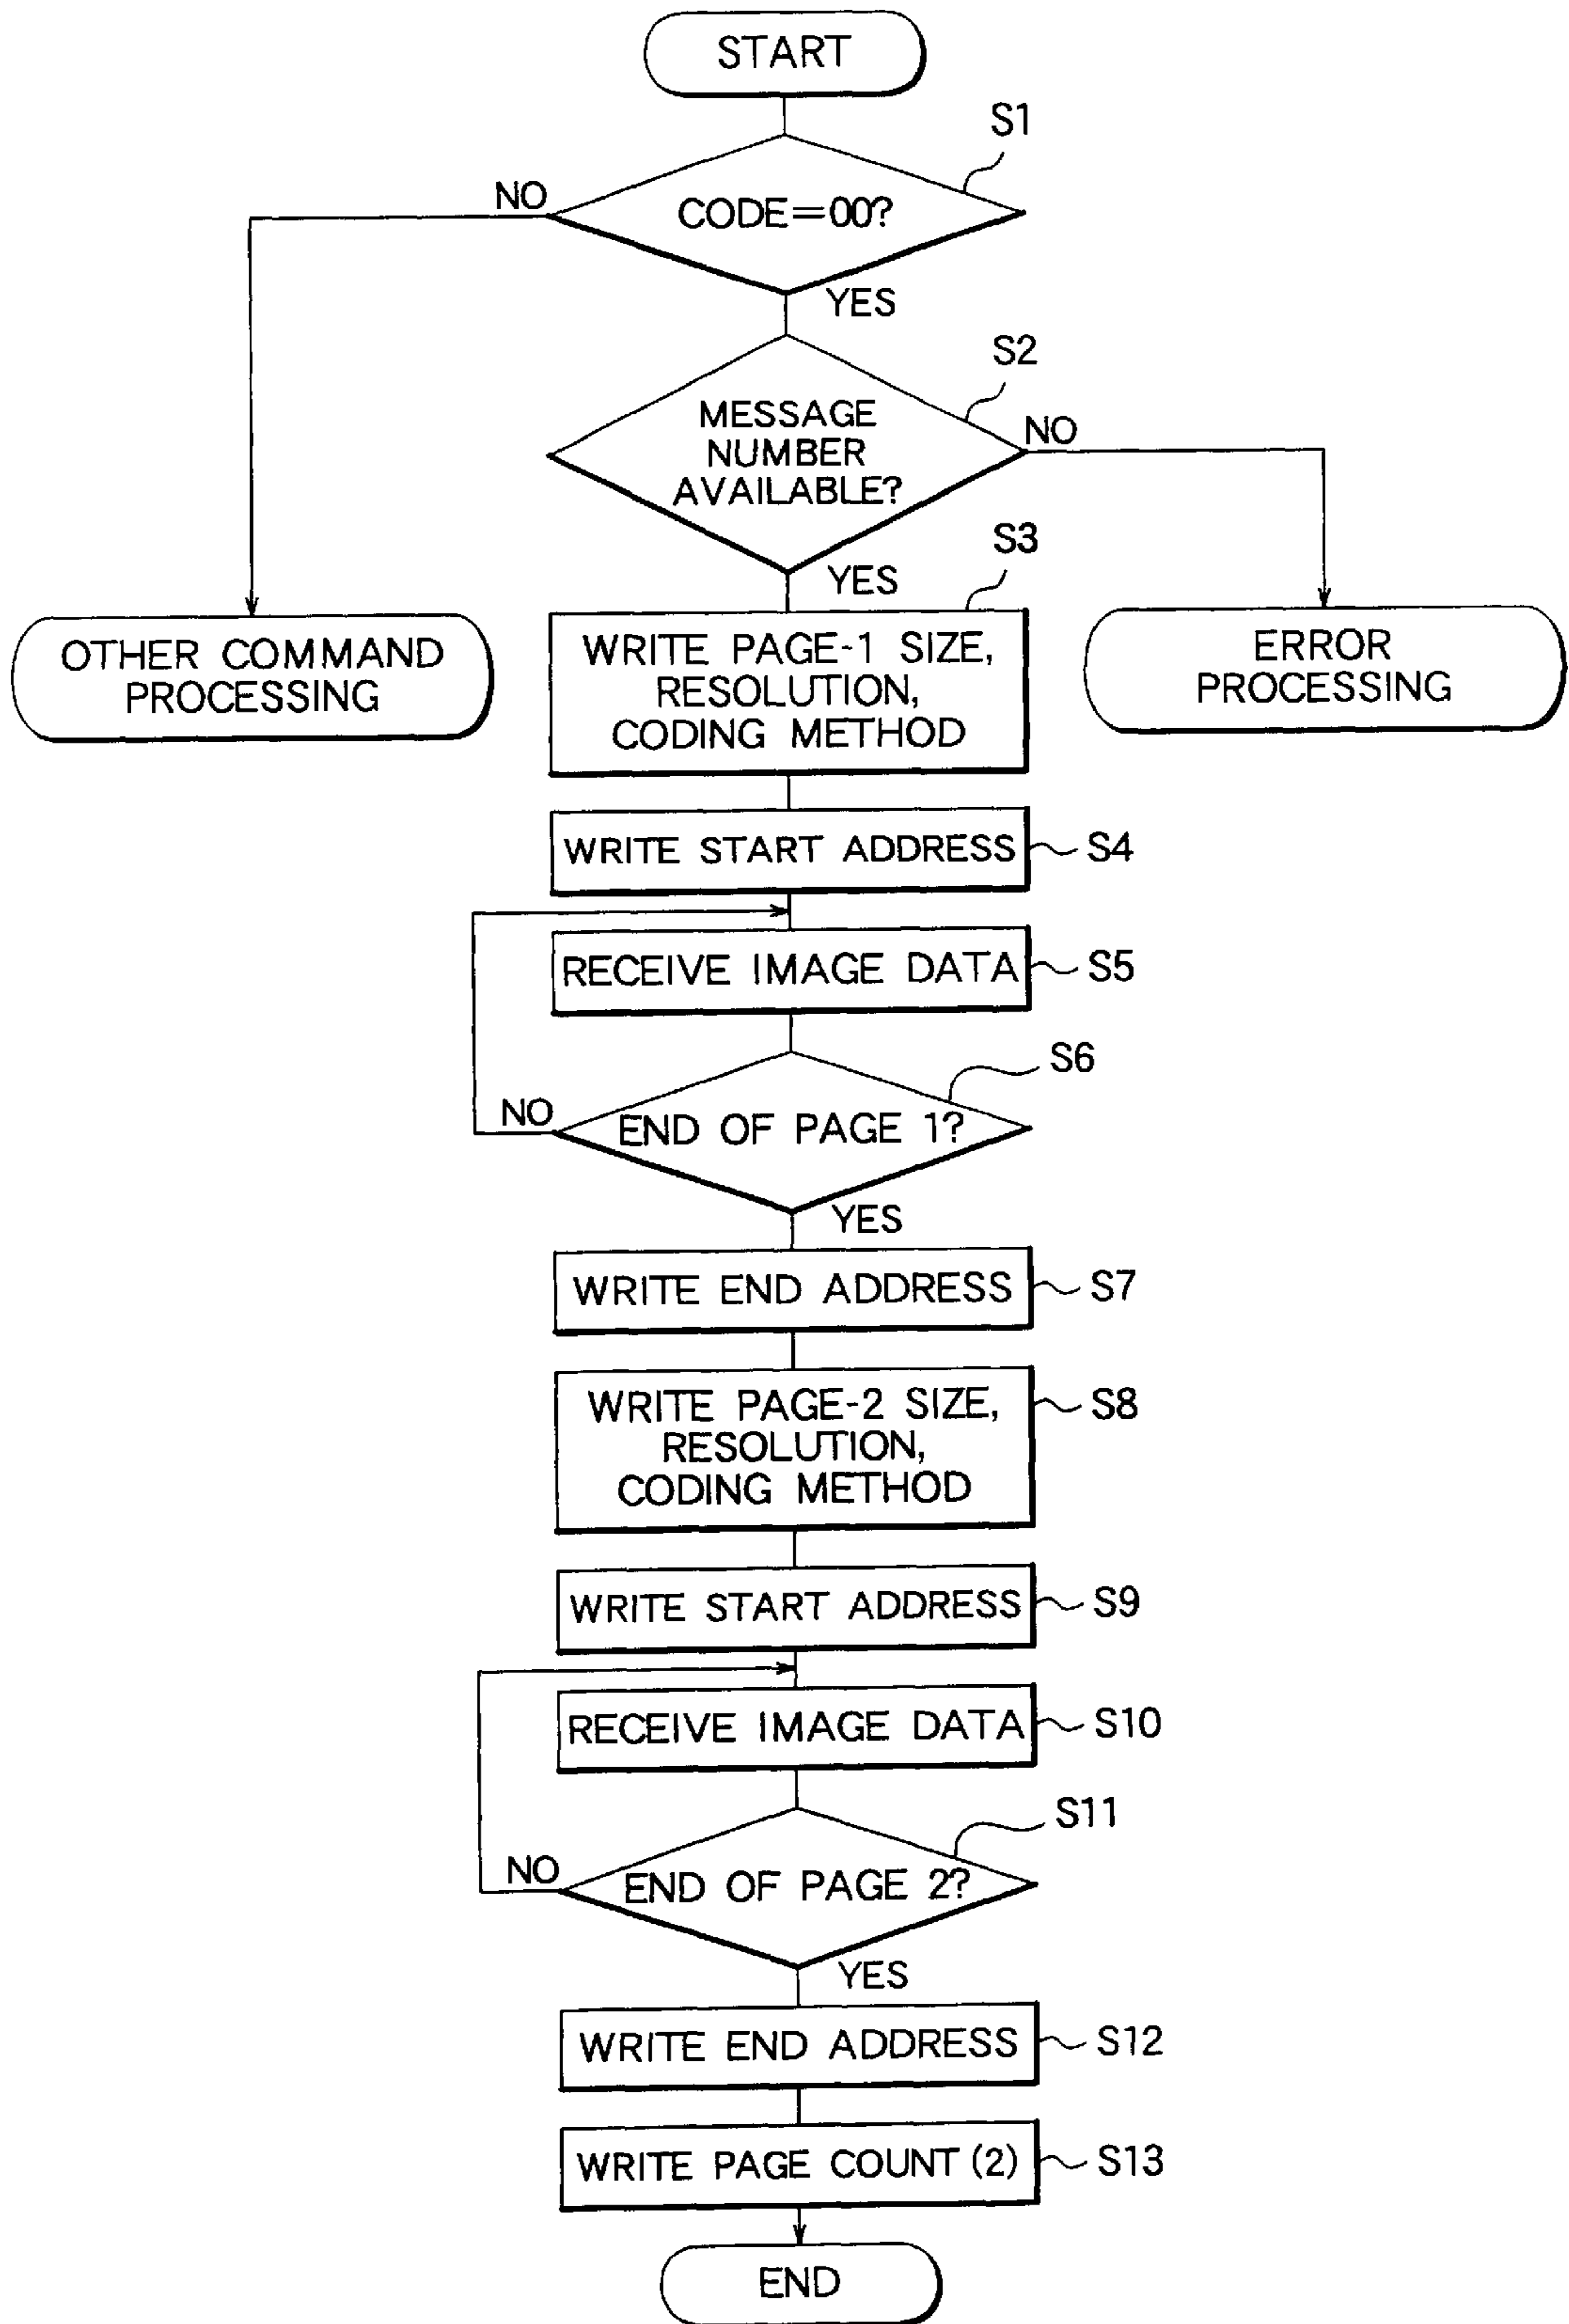 START
S1
NO
CODE=00?
YES
S2
MESSAGE
NUMBER
AVAILABLE?
NO
S3
YES
OTHER COMMAND
PROCESSING
WRITE PAGE-1 SIZE,
RESOLUTION,
CODING METHOD
ERROR
PROCESSING
WRITE START ADDRESS
S4
RECEIVE IMAGE DATA
S5
S6
NO
END OF PAGE 1?
YES
WRITE END ADDRESS
S7
WRITE PAGE-2 SIZE,
RESOLUTION,
CODING METHOD
S8
WRITE START ADDRESS
S9
RECEIVE IMAGE DATA
S10
S11
NO
END OF PAGE 2?
YES
WRITE END ADDRESS
S12
WRITE PAGE COUNT (2)
S13
END